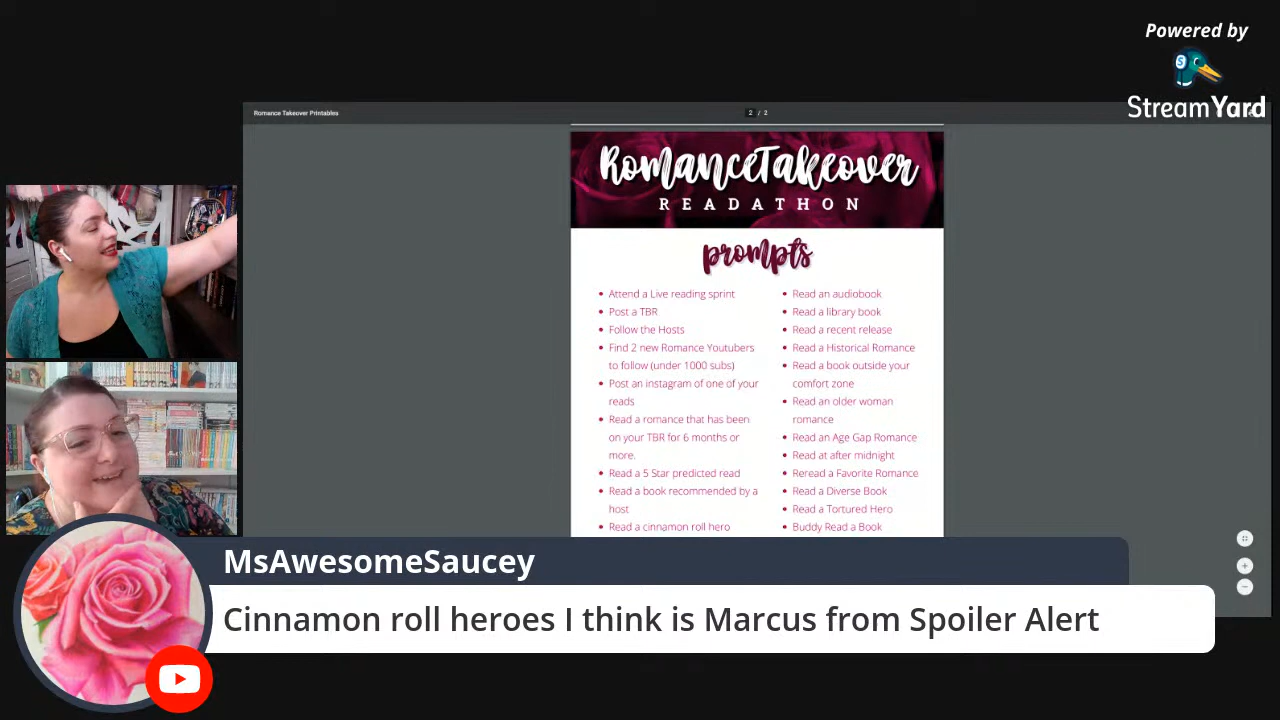 Powered by
StreamYard
Romance Takeover Printables
2 / 2
RomanceTakeover
READATHON
prompts
• Attend a Live reading sprint
• Post a TBR
• Follow the Hosts
• Find 2 new Romance Youtubers
to follow (under 1000 subs)
• Post an instagram of one of your
reads
• Read a romance that has been
on your TBR for 6 months or
more.
• Read a 5 Star predicted read
• Read a book recommended by a
host
• Read a cinnamon roll hero
• Read an audiobook
• Read a library book
• Read a recent release
• Read a Historical Romance
• Read a book outside your
comfort zone
• Read an older woman
romance
• Read an Age Gap Romance
• Read at after midnight
• Reread a Favorite Romance
• Read a Diverse Book
• Read a Tortured Hero
• Buddy Read a Book
MsAwesomeSaucey
Cinnamon roll heroes I think is Marcus from Spoiler Alert